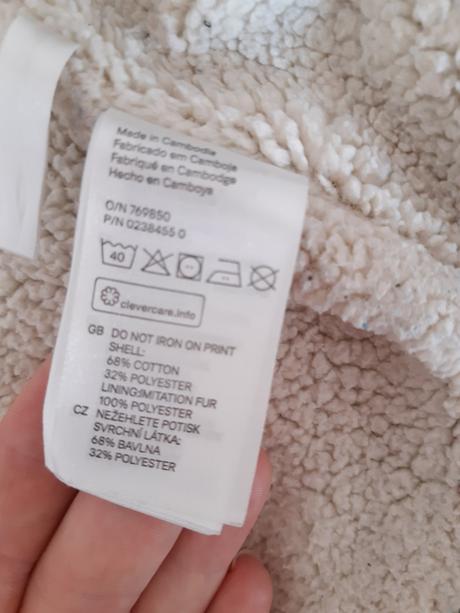 Made in Cambodia
Fabricado em Camboja
Fabriqué en Cambodge
Hecho en Camboya
O/N 769850
P/N 0238455 0
40
clevercare.info
GB DO NOT IRON ON PRINT
SHELL:
68% COTTON
32% POLYESTER
LINING:IMITATION FUR
100% POLYESTER
CZ NEŽEHLETE POTISK
SVRCHNÍ LÁTKA:
68% BAVLNA
32% POLYESTER